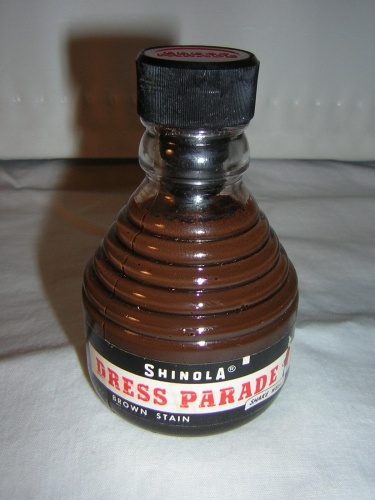 SHINOLA®
DRESS PARADE
BROWN STAIN
SHAKE